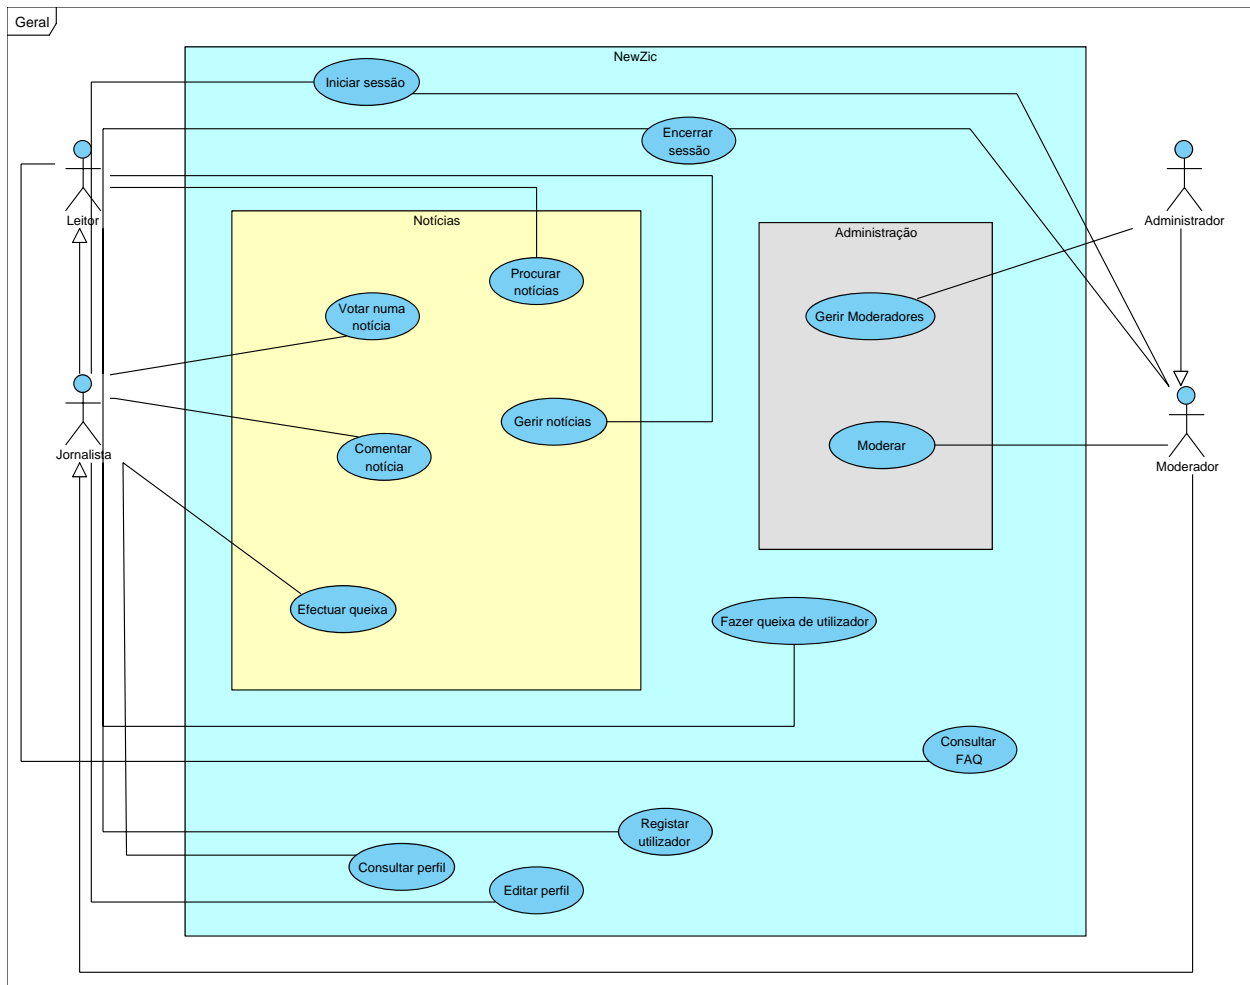 Geral
NewZic
Iniciar sessão
Encerrar
sessão
Leitor
Administrador
Notícias
Administração
Procurar
notícias
Votar numa
notícia
Gerir Moderadores
Gerir notícias
Comentar
notícia
Jornalista
Moderar
Moderador
Efectuar queixa
Fazer queixa de utilizador
Consultar
FAQ
Registar
utilizador
Consultar perfil
Editar perfil